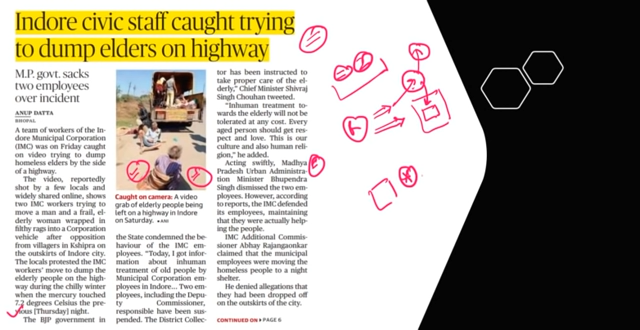 Indore civic staff caught trying
to dump elders on highway
M.P. govt. sacks
two employees
over incident
ANUP DATTA
BHOPAL
A team of workers of the In-
dore Municipal Corporation
(IMC) was on Friday caught
on video trying to dump
homeless elders by the side
of a highway.
The video, reportedly
shot by a few locals and
widely shared online, shows
two IMC workers trying to
move a man and a frail, el-
derly woman wrapped in
filthy rags into a Corporation
vehicle after opposition
from villagers in Kshipra on
the outskirts of Indore city.
The locals protested the IMC
workers' move to dump the
elderly people on the high-
way during the chilly winter
when the mercury touched
7.2 degrees Celsius the pre-
vious (Thursday) night.
The BJP government in
Caught on camera: A video
grab of elderly people being
left on a highway in Indore
on Saturday. ANI
the State condemned the be-
haviour of the IMC em-
ployees. "Today, I got infor-
mation about inhuman
treatment of old people by
Municipal Corporation em-
ployees in Indore... Two em-
ployees, including the Depu-
ty Commissioner,
responsible have been sus-
pended. The District Collec-
tor has been instructed to
take proper care of the el-
derly," Chief Minister Shivraj
Singh Chouhan tweeted.
"Inhuman treatment to-
wards the elderly will not be
tolerated at any cost. Every
aged person should get res-
pect and love. This is our
culture and also human reli-
gion," he added.
Acting swiftly, Madhya
Pradesh Urban Administra-
tion Minister Bhupendra
Singh dismissed the two em-
ployees. However, according
to reports, the IMC defended
its employees, maintaining
that they were actually help-
ing the people.
IMC Additional Commis-
sioner Abhay Rajangaonkar
claimed that the municipal
employees were moving the
homeless people to a night
shelter.
He denied allegations that
they had been dropped off
on the outskirts of the city.
CONTINUED ON PAGE 6